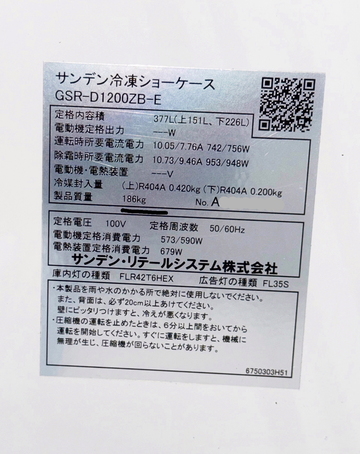 サンデン冷凍ショーケース
GSR-D1200ZB-E
定格内容積 377L(上151L、下226L)
電動機定格出力 ---W
運転時所要電流電力 10.05/7.76A 742/756W
除霜時所要電流電力 10.73/9.46A 953/948W
電動機・電熱装置 ---V
冷媒封入量 (上)R404A 0.420kg (下)R404A 0.200kg
製品質量 186kg No. A
定格電圧 100V 定格周波数 50/60Hz
電動機定格消費電力 573/590W
電熱装置定格消費電力 679W
サンデン・リテールシステム株式会社
庫内灯の種類 FLR42T6HEX 広告灯の種類 FL35S
・本製品を雨や水のかかる所で絶対に使用しないでください。
また、背面は、必ず20cm以上あけてください。
壁にピッタリつけますと、冷えが悪くなります。
・圧縮機の運転を止めたときは、6分以上間をおいてから
運転を開始してください。すぐに運転をしますと、機械に
無理が生じ、圧縮機が回らないことがあります。
6750303H51